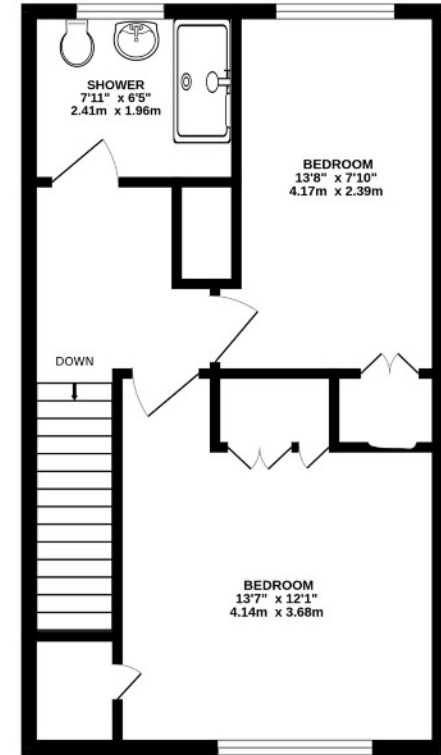 SHOWER
7'11" x 6'5"
2.41m x 1.96m
BEDROOM
13'8" x 7'10"
4.17m x 2.39m
DOWN
BEDROOM
13'7" x 12'1"
4.14m x 3.68m